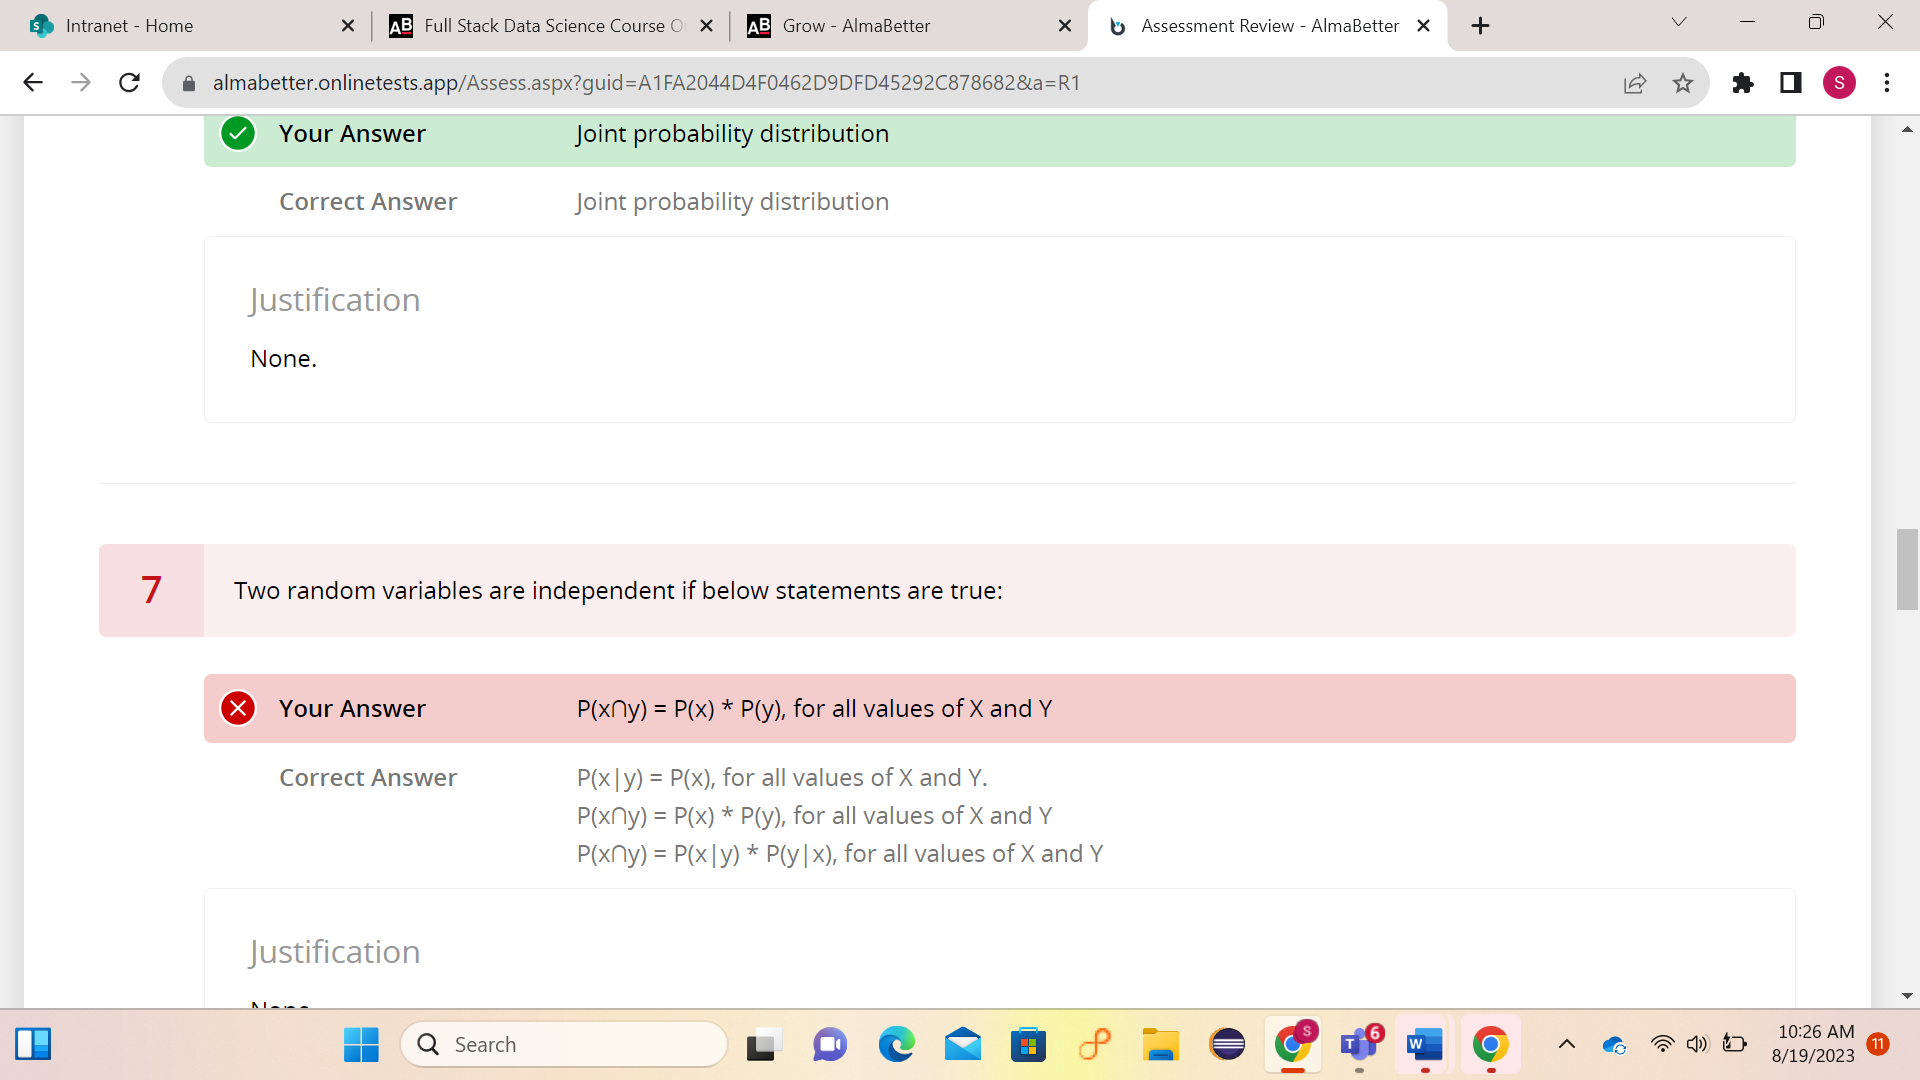 Intranet - Home
AB Full Stack Data Science Course O
AB Grow - AlmaBetter
Assessment Review - AlmaBetter
almabetter.onlinetests.app/Assess.aspx?guid=A1FA2044D4F0462D9DFD45292C878682&a=R1
S
Your Answer Joint probability distribution
Correct Answer Joint probability distribution
Justification
None.
7 Two random variables are independent if below statements are true:
Your Answer P(x∩y) = P(x) * P(y), for all values of X and Y
Correct Answer P(x|y) = P(x), for all values of X and Y.
P(x∩y) = P(x) * P(y), for all values of X and Y
P(x∩y) = P(x|y) * P(y|x), for all values of X and Y
Justification
Search
S
T 6
W
10:26 AM
8/19/2023
11